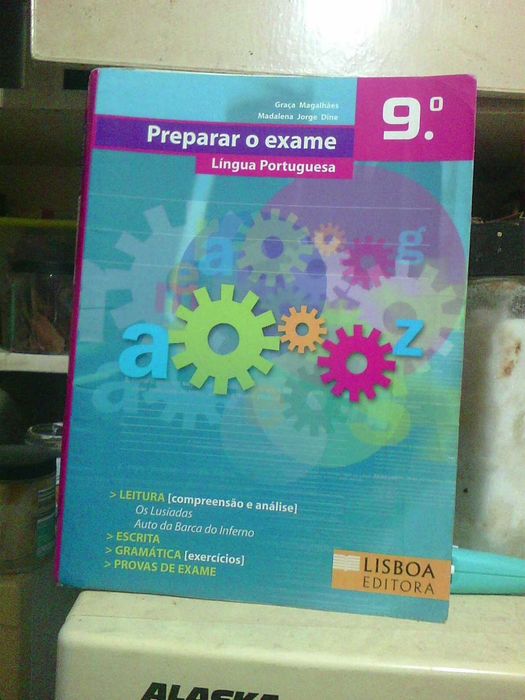 Graça Magalhães
Madalena Jorge Dine
9.º
Preparar o exame
Língua Portuguesa
a
g
e
a
z
a
> LEITURA [compreensão e análise]
Os Lusíadas
Auto da Barca do Inferno
> ESCRITA
> GRAMÁTICA [exercícios]
> PROVAS DE EXAME
LISBOA
EDITORA
ALASKA